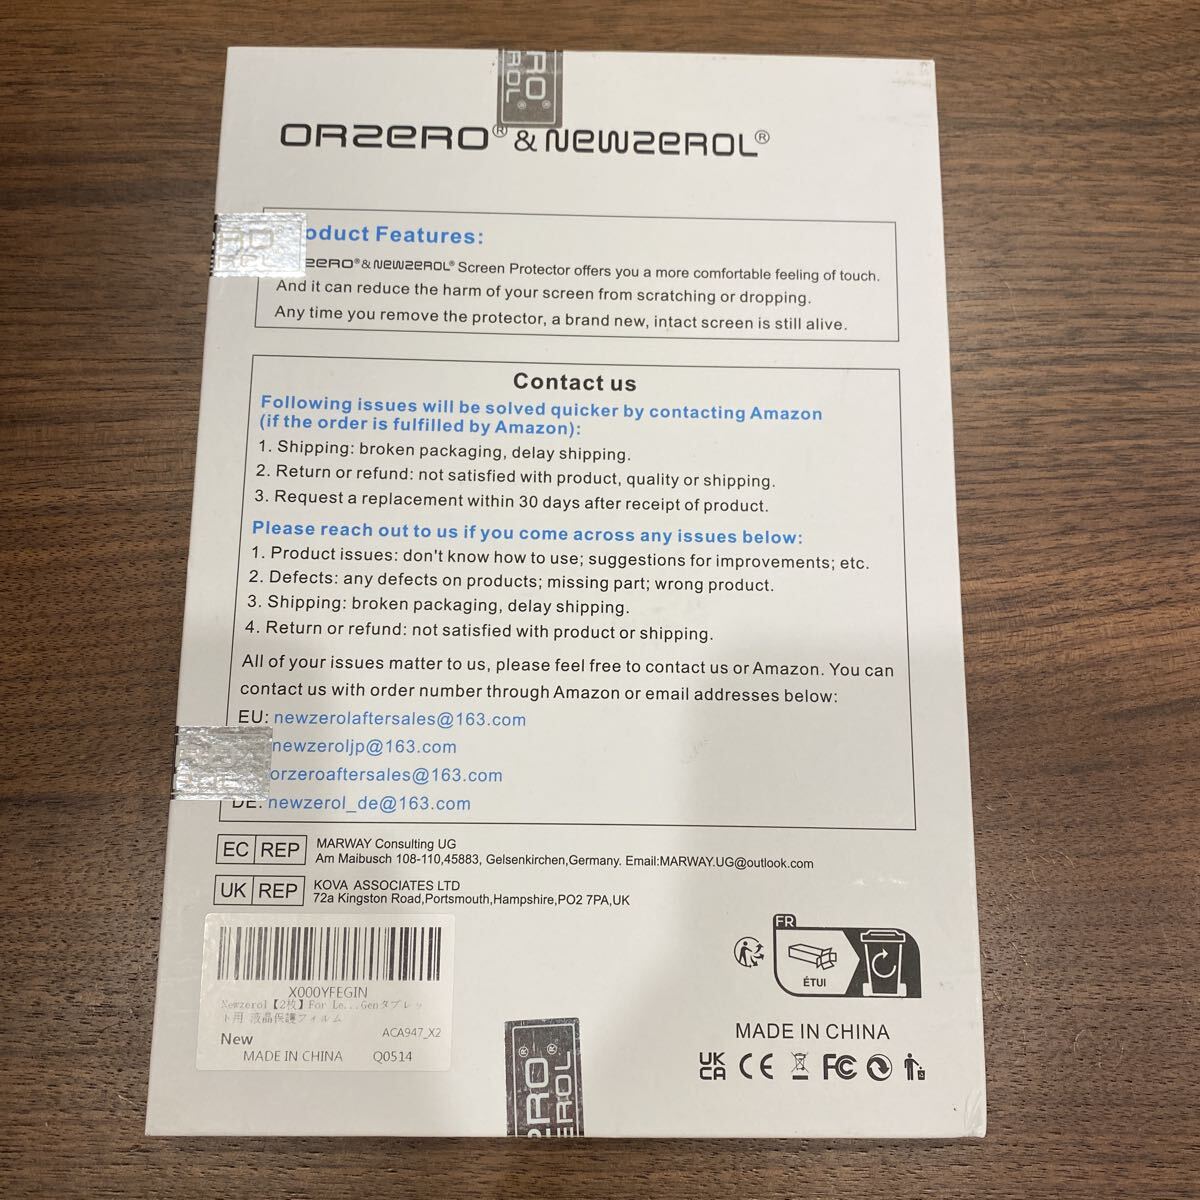 ORZERO® & NEWZEROL®
oduct Features:
ZERO®&NEWZEROL® Screen Protector offers you a more comfortable feeling of touch.
And it can reduce the harm of your screen from scratching or dropping.
Any time you remove the protector, a brand new, intact screen is still alive.
Contact us
Following issues will be solved quicker by contacting Amazon
(if the order is fulfilled by Amazon):
1. Shipping: broken packaging, delay shipping.
2. Return or refund: not satisfied with product, quality or shipping.
3. Request a replacement within 30 days after receipt of product.
Please reach out to us if you come across any issues below:
1. Product issues: don't know how to use; suggestions for improvements; etc.
2. Defects: any defects on products; missing part; wrong product.
3. Shipping: broken packaging, delay shipping.
4. Return or refund: not satisfied with product or shipping.
All of your issues matter to us, please feel free to contact us or Amazon. You can
contact us with order number through Amazon or email addresses below:
EU: newzerolaftersales@163.com
newzeroljp@163.com
orzeroaftersales@163.com
DE: newzerol_de@163.com
EC REP
MARWAY Consulting UG
Am Maibusch 108-110,45883, Gelsenkirchen,Germany. Email:MARWAY.UG@outlook.com
UK REP
KOVA ASSOCIATES LTD
72a Kingston Road,Portsmouth,Hampshire,PO2 7PA,UK
X000YFEGIN
Newzerol【2枚】For Le...Genタブレッ
ト用 液晶保護フィルム
ACA947_X2
New
MADE IN CHINA Q0514
FR
ÉTUI
MADE IN CHINA
UK
CA CE FC
RO®
ROL®
RO®
ROL
RO®
EROL®